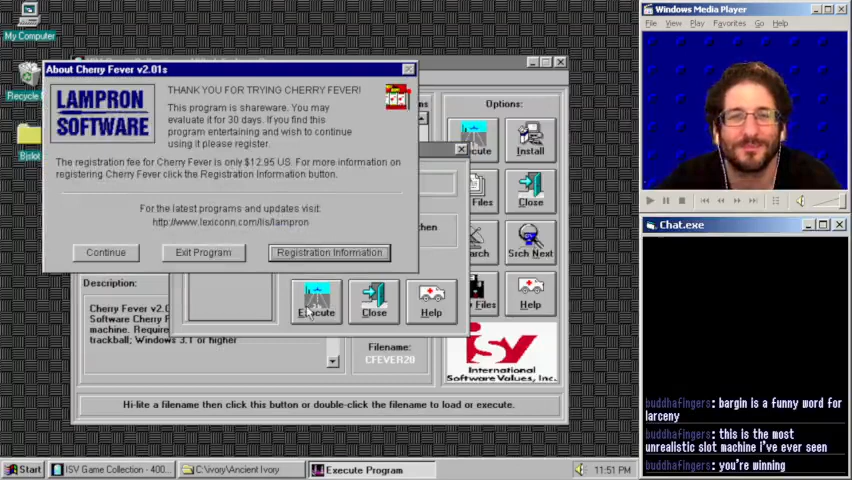 My Computer
Recycle
Bjslot
About Cherry Fever v2.01s
LAMPRON
SOFTWARE
THANK YOU FOR TRYING CHERRY FEVER!
This program is shareware. You may
evaluate it for 30 days. If you find this
program entertaining and wish to continue
using it please register.
The registration fee for Cherry Fever is only $12.95 US. For more information on
registering Cherry Fever click the Registration Information button.
For the latest programs and updates visit:
http://www.lexiconn.com/lis/lampron
Continue
Exit Program
Registration Information
Options:
Install
Files
Close
Srch Next
Files
Help
then
Execute
Close
Help
Description:
Cherry Fever v2.0
Software Cherry F
machine. Require
trackball; Windows 3.1 or higher
Filename:
CFEVER20
isv
International
Software Values, Inc.
Hi-lite a filename then click this button or double-click the filename to load or execute.
Start
ISV Game Collection - 400...
C:\ivory\Ancient Ivory
Execute Program
11:51 PM
Windows Media Player
File View Play Favorites Go Help
Chat.exe
buddhafingers: bargin is a funny word for
larceny
buddhafingers: this is the most
unrealistic slot machine i've ever seen
buddhafingers: you're winning